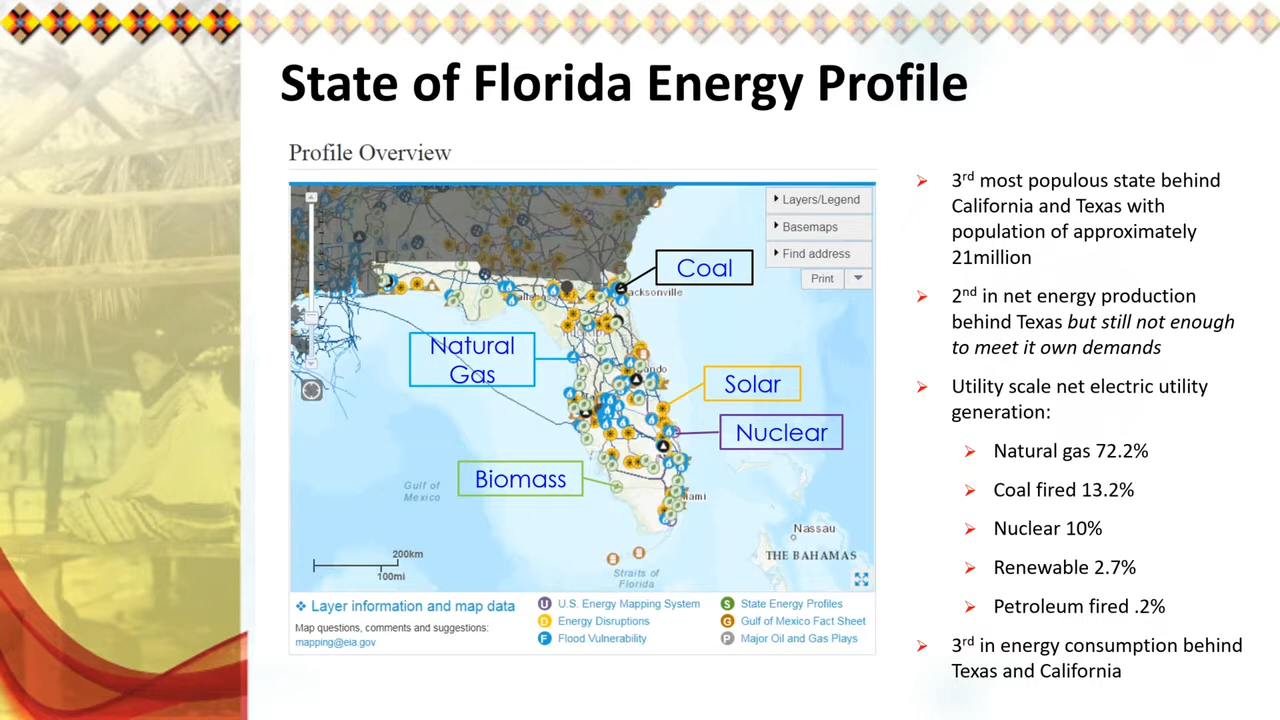 State of Florida Energy Profile
Profile Overview
Layers/Legend
Basemaps
Find address
Print
Coal
acksonville
Natural
Gas
ando
Solar
Nuclear
Biomass
Gulf of
Mexico
ami
Nassau
THE BAHAMAS
200km
100mi
Straits of
Florida
❖ Layer information and map data
Map questions, comments and suggestions:
mapping@eia.gov
U U.S. Energy Mapping System
D Energy Disruptions
F Flood Vulnerability
S State Energy Profiles
G Gulf of Mexico Fact Sheet
P Major Oil and Gas Plays
➢ 3rd most populous state behind
California and Texas with
population of approximately
21million
➢ 2nd in net energy production
behind Texas but still not enough
to meet it own demands
➢ Utility scale net electric utility
generation:
➢ Natural gas 72.2%
➢ Coal fired 13.2%
➢ Nuclear 10%
➢ Renewable 2.7%
➢ Petroleum fired .2%
➢ 3rd in energy consumption behind
Texas and California